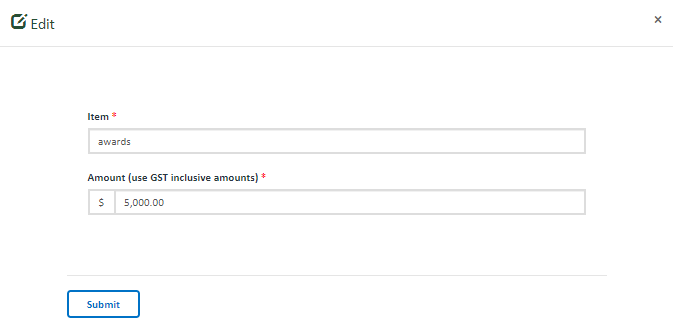 Edit
×
Item *
awards
Amount (use GST inclusive amounts) *
$ 5,000.00
Submit